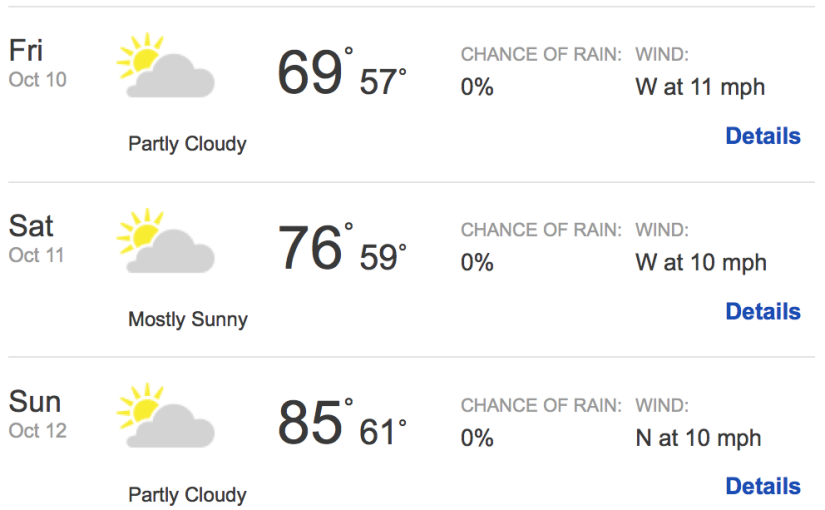 Fri
Oct 10
Partly Cloudy
69° 57°
CHANCE OF RAIN: WIND:
0% W at 11 mph
Details
Sat
Oct 11
Mostly Sunny
76° 59°
CHANCE OF RAIN: WIND:
0% W at 10 mph
Details
Sun
Oct 12
Partly Cloudy
85° 61°
CHANCE OF RAIN: WIND:
0% N at 10 mph
Details